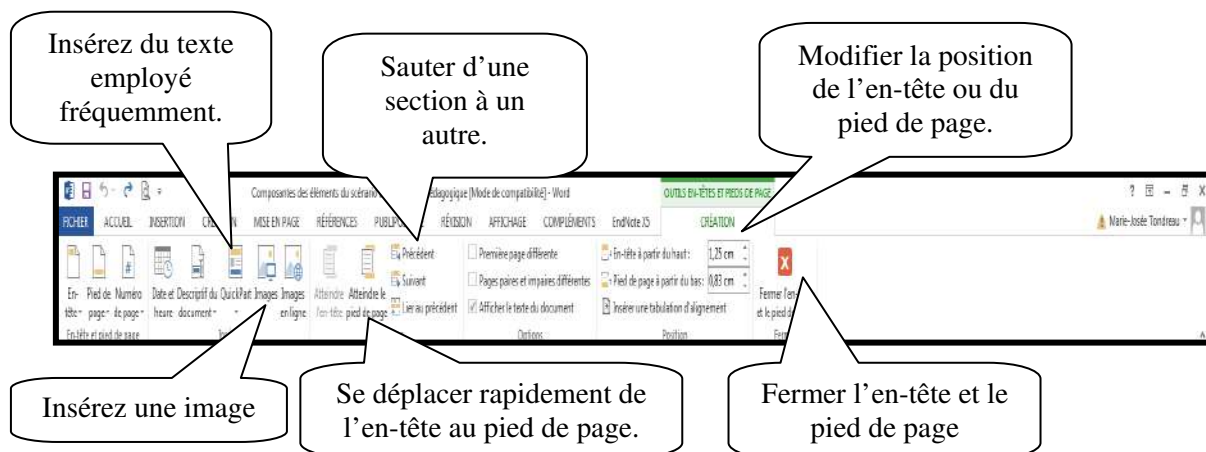 Insérez du texte
employé
fréquemment.
Sauter d’une
section à un
autre.
Modifier la position
de l’en-tête ou du
pied de page.
Composantes des éléments du scénario édagogique [Mode de compatibilité] - Word
OUTILS EN-TÊTES ET PIEDS DE PAGE
FICHIER ACCUEIL INSERTION MISE EN PAGE RÉFÉRENCES RÉVISION AFFICHAGE COMPLÉMENTS EndNote X5 CRÉATION
Marie-Josée Tondreau
Précédent
Suivant
Lier au précédent
Première page différente
Pages paires et impaires différentes
Afficher le texte du document
En-tête à partir du haut : 1,25 cm
Pied de page à partir du bas : 0,83 cm
Insérer une tabulation d'alignement
En-tête
Pied de page
Numéro de page
Date et heure
Descriptif du document
QuickPart
Images
Images en ligne
Atteindre l'en-tête
Atteindre le pied de page
Fermer l'en-
et le pied d
En-tête et pied de page
Options
Position
Ferm
Insérez une image
Se déplacer rapidement de
l’en-tête au pied de page.
Fermer l’en-tête et le
pied de page